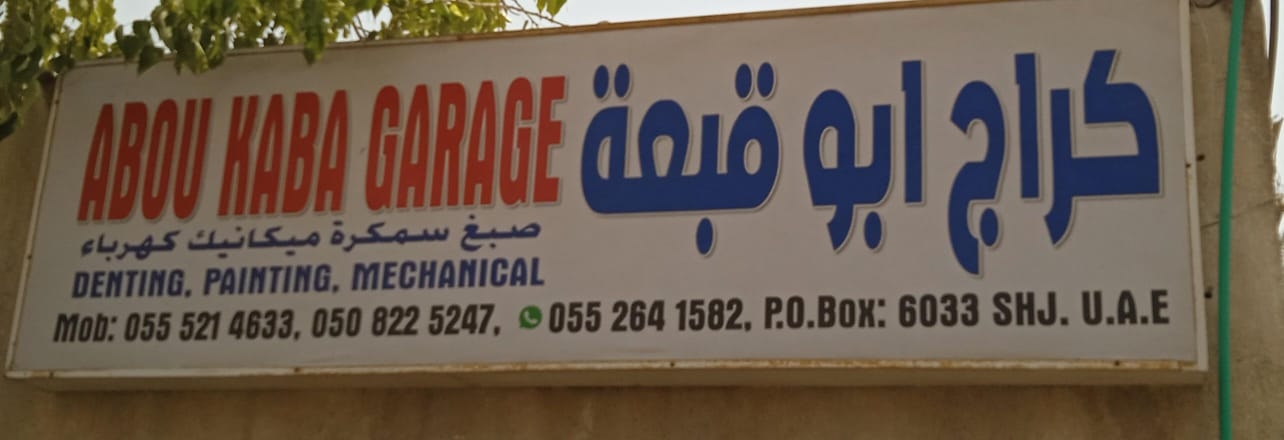 ABOU KABA GARAGE كراج ابو قبعة
صبغ سمكرة ميكانيك كهرباء
DENTING, PAINTING, MECHANICAL
Mob: 055 521 4633, 050 822 5247, 055 264 1582, P.O.Box: 6033 SHJ. U.A.E